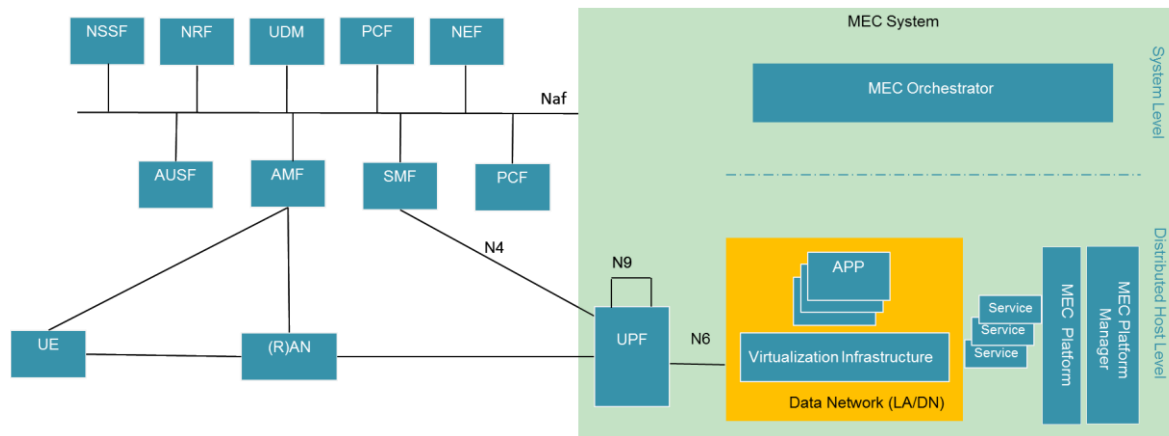 NSSF
NRF
UDM
PCF
NEF
MEC System
Naf
MEC Orchestrator
System Level
AUSF
AMF
SMF
PCF
N4
N9
APP
UE
(R)AN
UPF
N6
Virtualization Infrastructure
Data Network (LA/DN)
Service
Service
Service
MEC Platform
MEC Platform
Manager
Distributed Host Level